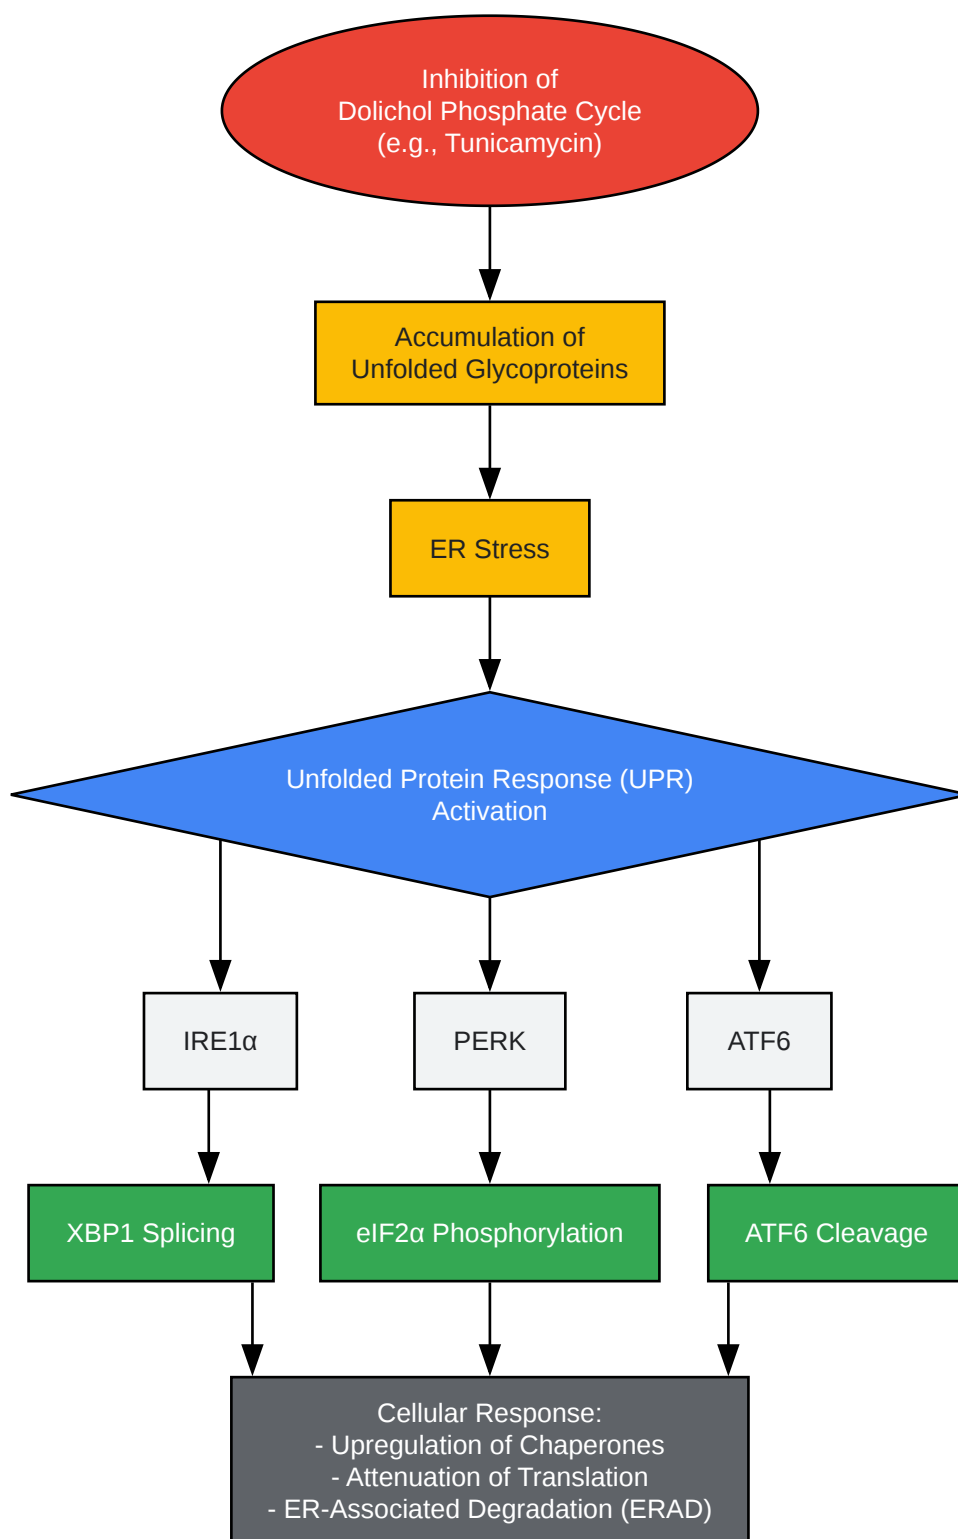 Inhibition of
Dolichol Phosphate Cycle
(e.g., Tunicamycin)
Accumulation of
Unfolded Glycoproteins
ER Stress
Unfolded Protein Response (UPR)
Activation
IRE1α
PERK
ATF6
XBP1 Splicing
eIF2α Phosphorylation
ATF6 Cleavage
Cellular Response:
- Upregulation of Chaperones
- Attenuation of Translation
- ER-Associated Degradation (ERAD)